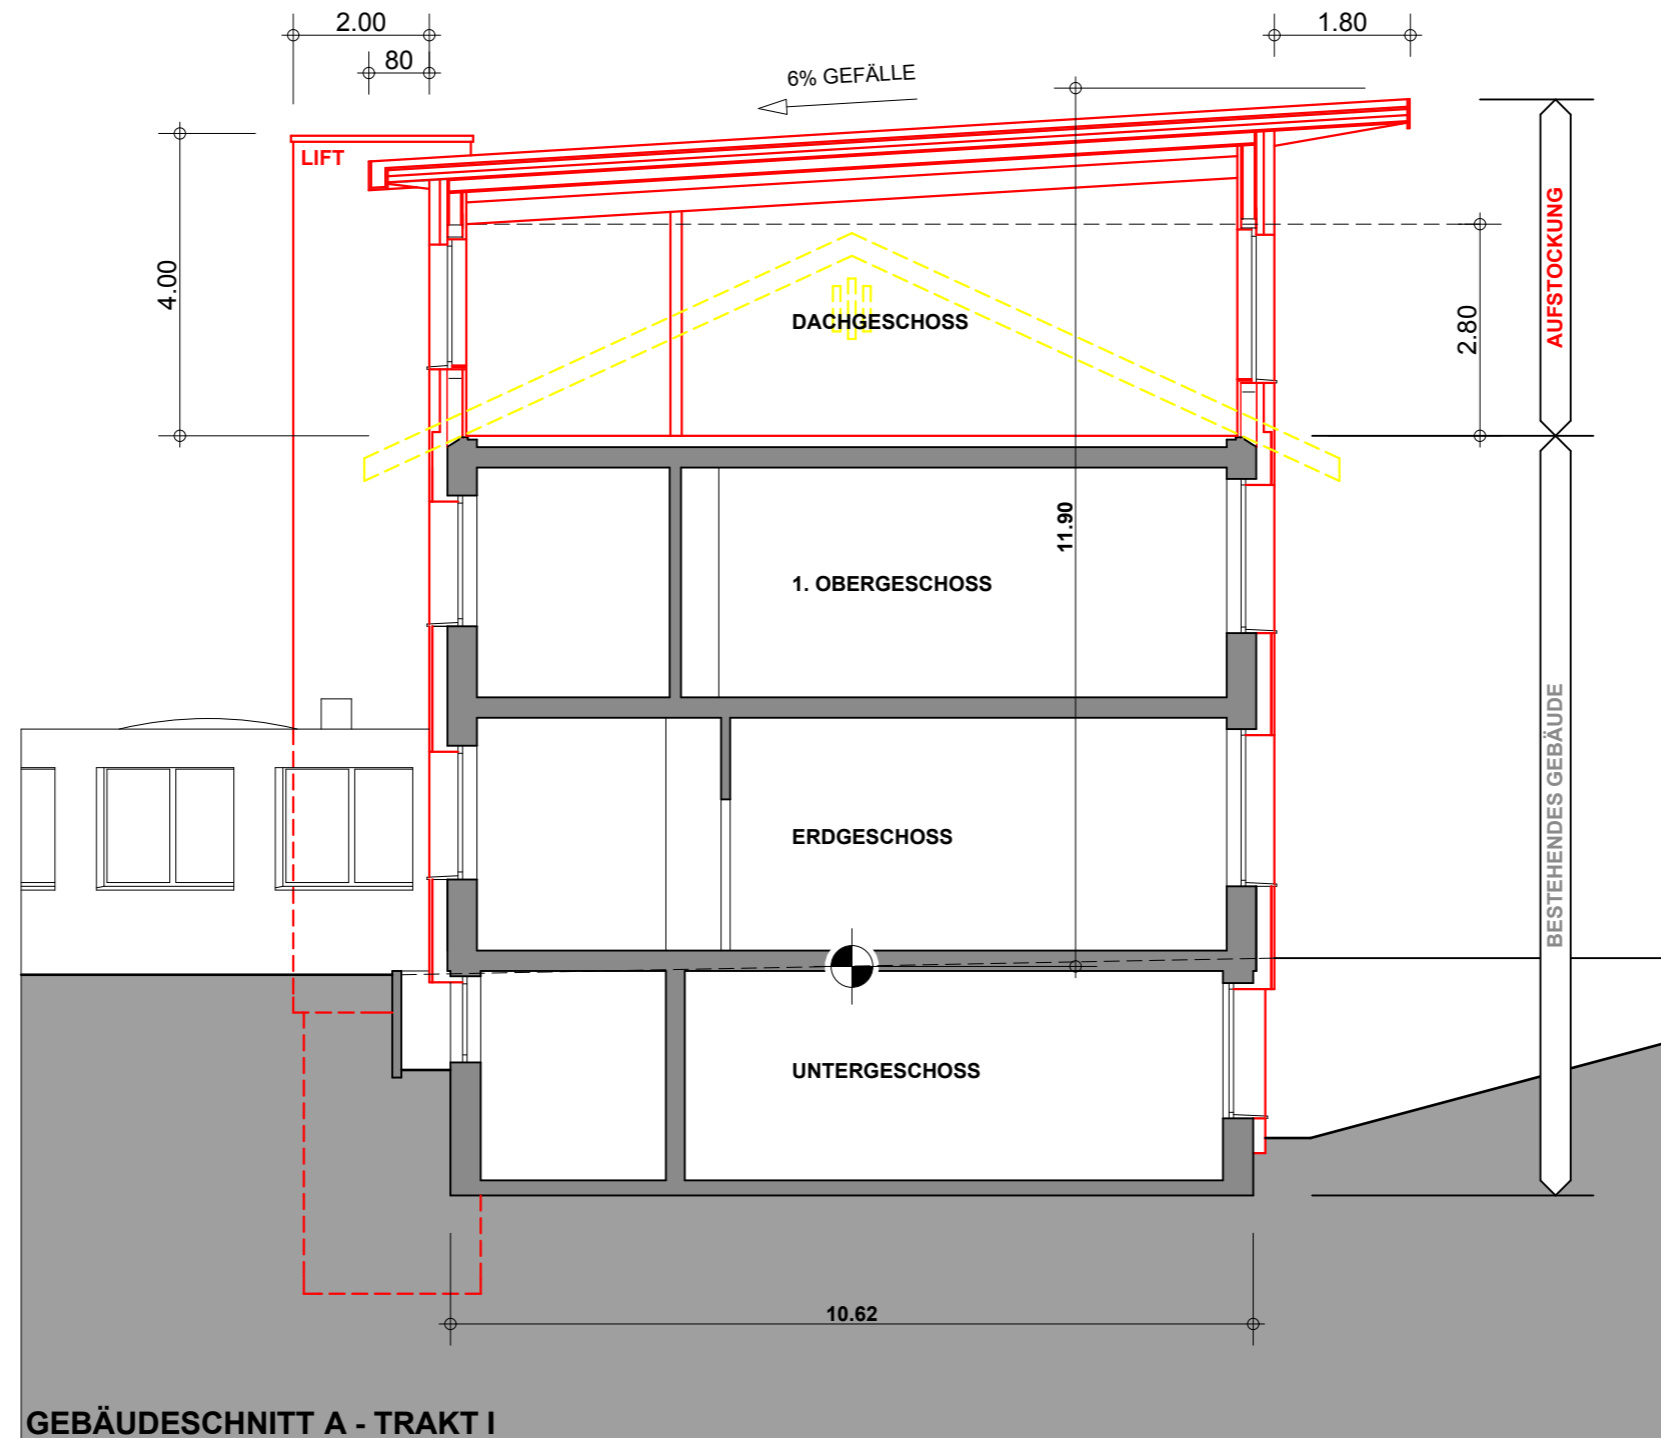 2.00
1.80
80
6% GEFÄLLE
LIFT
AUFSTOCKUNG
4.00
2.80
DACHGESCHOSS
11.90
1. OBERGESCHOSS
BESTEHENDES GEBÄUDE
ERDGESCHOSS
UNTERGESCHOSS
10.62
GEBÄUDESCHNITT A - TRAKT I